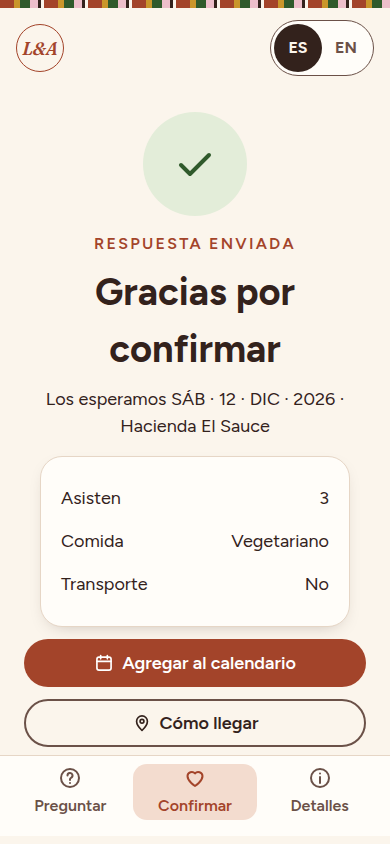 L&A
ES EN
RESPUESTA ENVIADA
Gracias por
confirmar
Los esperamos SÁB · 12 · DIC · 2026 ·
Hacienda El Sauce
Asisten 3
Comida Vegetariano
Transporte No
Agregar al calendario
Cómo llegar
Preguntar Confirmar Detalles